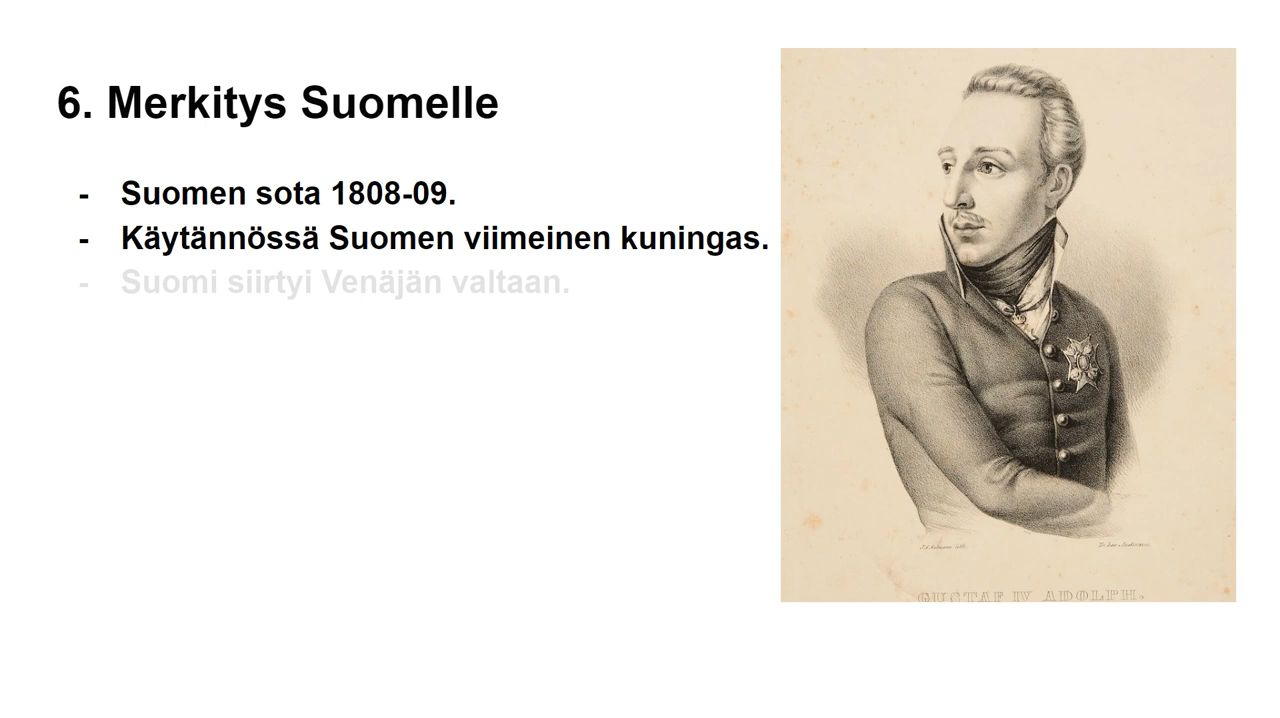 6. Merkitys Suomelle
- Suomen sota 1808-09.
- Käytännössä Suomen viimeinen kuningas.
- Suomi siirtyi Venäjän valtaan.
GUSTAF IV ADOLPH.